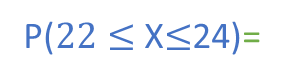 P(22 ≤ X≤24)=